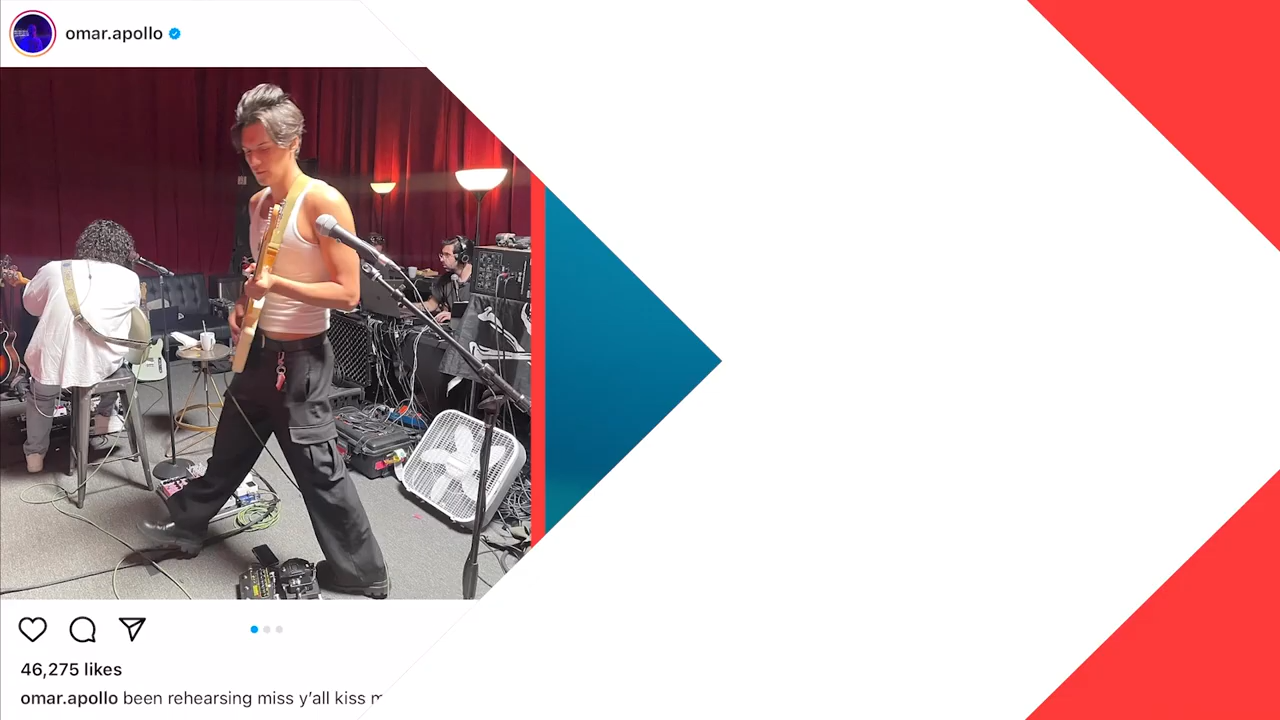 omar.apollo
46,275 likes
omar.apollo been rehearsing miss y'all kiss